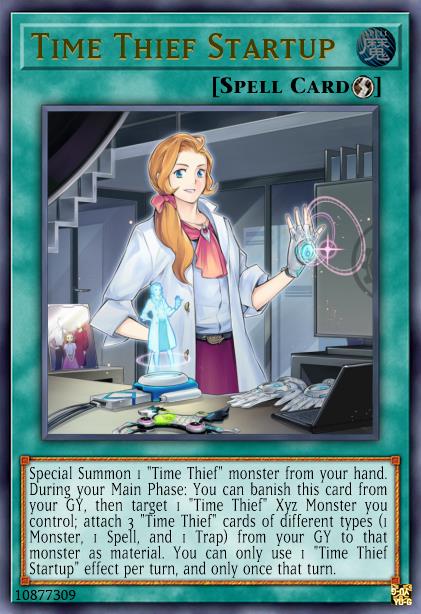 TIME THIEF STARTUP
魔
[SPELL CARD]
Special Summon 1 "Time Thief" monster from your hand.
During your Main Phase: You can banish this card from
your GY, then target 1 "Time Thief" Xyz Monster you
control; attach 3 "Time Thief" cards of different types (1
Monster, 1 Spell, and 1 Trap) from your GY to that
monster as material. You can only use 1 "Time Thief
Startup" effect per turn, and only once that turn.
10877309